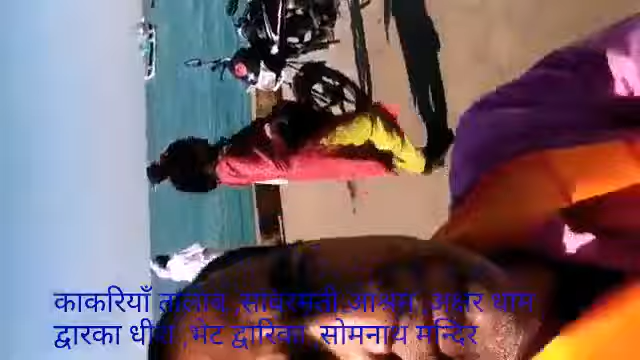 काकरियाँ तालाब ,साबरमती आश्रम ,अक्षर धाम
द्वारका धीश ,भेंट द्वारिका ,सोमनाथ मन्दिर